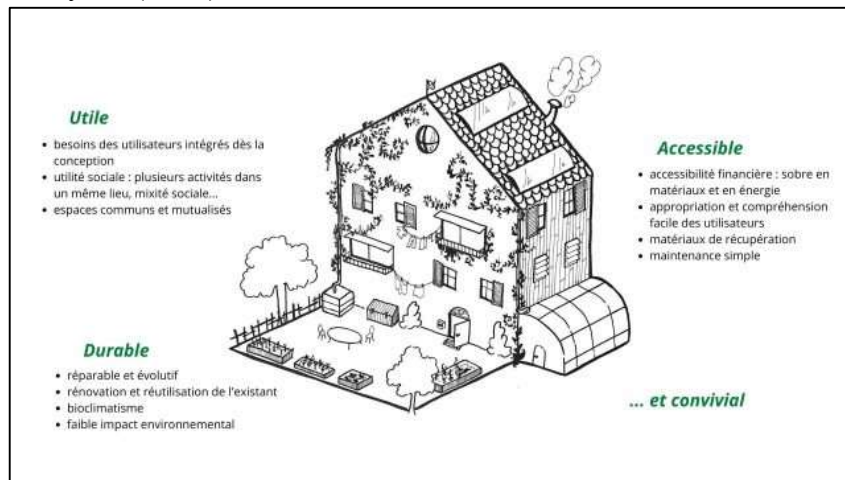 Utile
• besoins des utilisateurs intégrés dès la
conception
• utilité sociale : plusieurs activités dans
un même lieu, mixité sociale...
• espaces communs et mutualisés
Accessible
• accessibilité financière : sobre en
matériaux et en énergie
• appropriation et compréhension
facile des utilisateurs
• matériaux de récupération
• maintenance simple
Durable
• réparable et évolutif
• rénovation et réutilisation de l'existant
• bioclimatisme
• faible impact environnemental
... et convivial